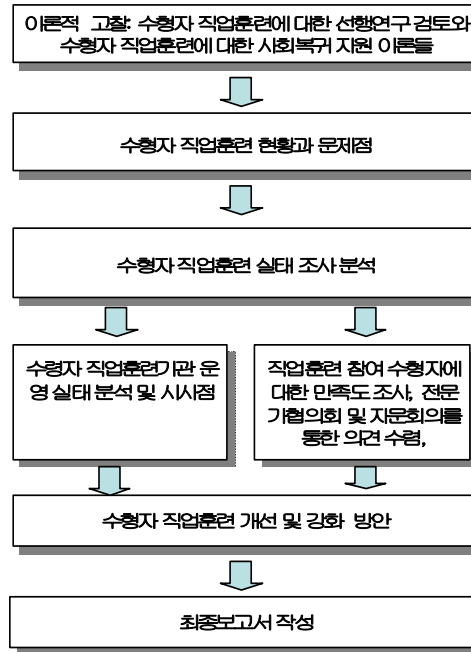 이론적 고찰: 수형자 직업훈련에 대한 선행연구 검토와
수형자 직업훈련에 대한 사회복귀 지원 이론들
수형자 직업훈련 현황과 문제점
수형자 직업훈련 실태 조사 분석
수령자 직업훈련기관 운
영 실태 분석 및 시사점
직업훈련 참여 수형자에
대한 만족도 조사, 전문
가협의회 및 자문회의를
통한 의견 수렴,
수형자 직업훈련 개선 및 강화 방안
최종보고서 작성